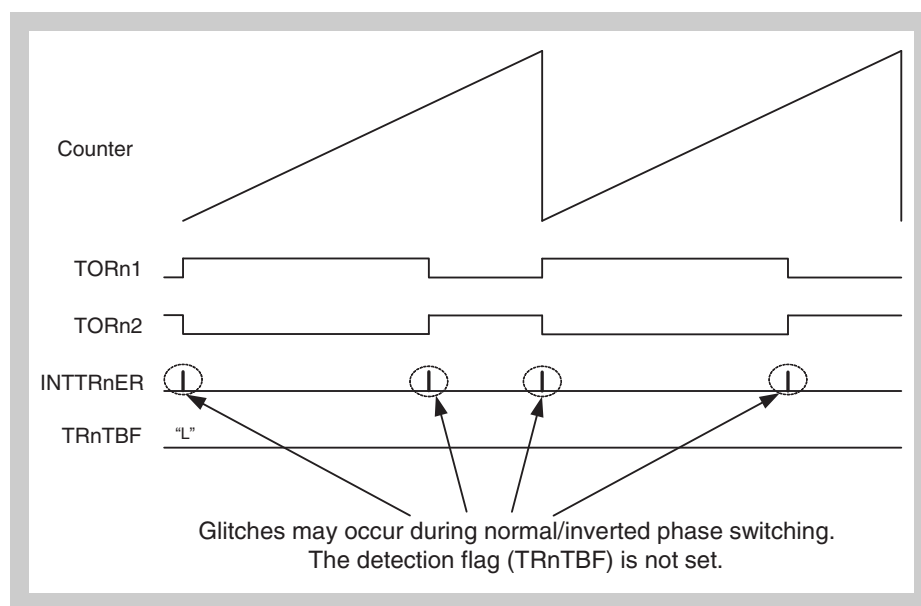 Counter
TORn1
TORn2
INTTRnER
TRnTBF “L”
Glitches may occur during normal/inverted phase switching.
The detection flag (TRnTBF) is not set.